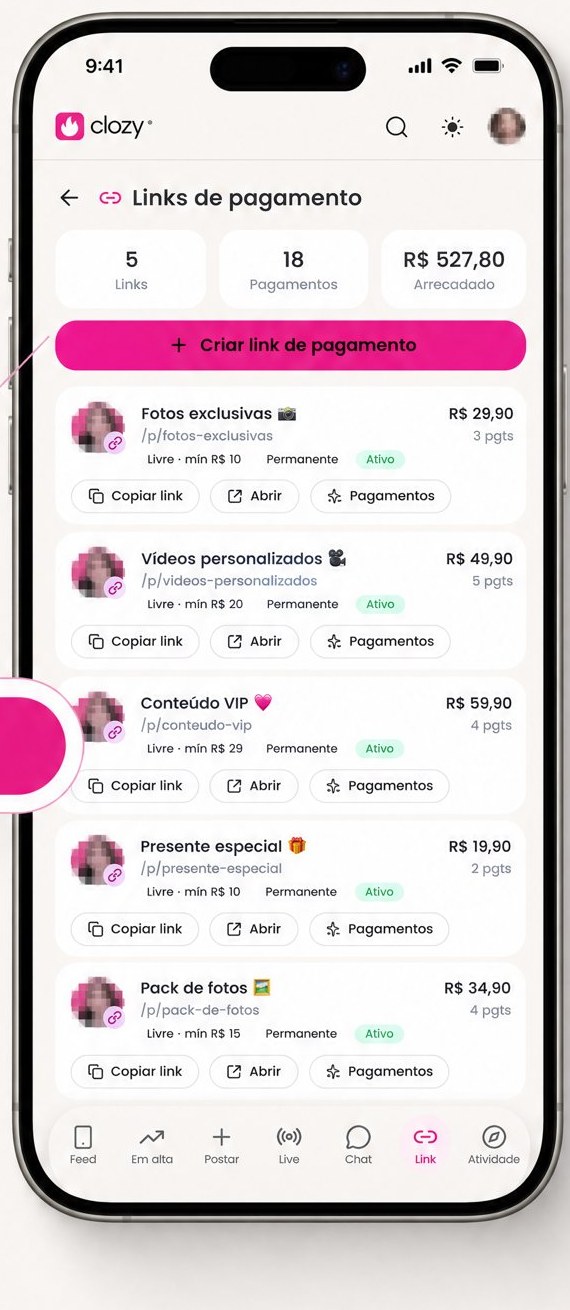 9:41
clozy
Links de pagamento
5
Links
18
Pagamentos
R$ 527,80
Arrecadado
+ Criar link de pagamento
Fotos exclusivas 📷
R$ 29,90
/p/fotos-exclusivas
3 pgts
Livre · mín R$ 10 Permanente Ativo
Copiar link Abrir Pagamentos
Vídeos personalizados 🎥
R$ 49,90
/p/videos-personalizados
5 pgts
Livre · mín R$ 20 Permanente Ativo
Copiar link Abrir Pagamentos
Conteúdo VIP 💗
R$ 59,90
/p/conteudo-vip
4 pgts
Livre · mín R$ 29 Permanente Ativo
Copiar link Abrir Pagamentos
Presente especial 🎁
R$ 19,90
/p/presente-especial
2 pgts
Livre · mín R$ 10 Permanente Ativo
Copiar link Abrir Pagamentos
Pack de fotos 🖼️
R$ 34,90
/p/pack-de-fotos
4 pgts
Livre · mín R$ 15 Permanente Ativo
Copiar link Abrir Pagamentos
Feed Em alta Postar Live Chat Link Atividade